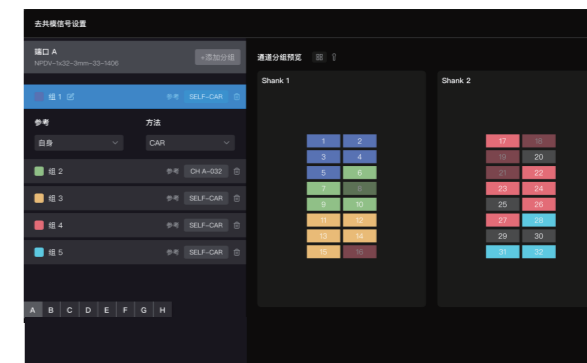 去共模信号设置
端口 A
NPDV-1x32-3mm-23-1406
+添加分组
组 1
参考 SELF-CAR
参考 方法
自身 CAR
组 2 参考 CH A-032
组 3 参考 SELF-CAR
组 4 参考 SELF-CAR
组 5 参考 SELF-CAR
A B C D E F G H
通道分组预览
Shank 1
1 2
3 4
5 6
7 8
9 10
11 12
13 14
15 16
Shank 2
17 18
19 20
21 22
23 24
25 26
27 28
29 30
31 32